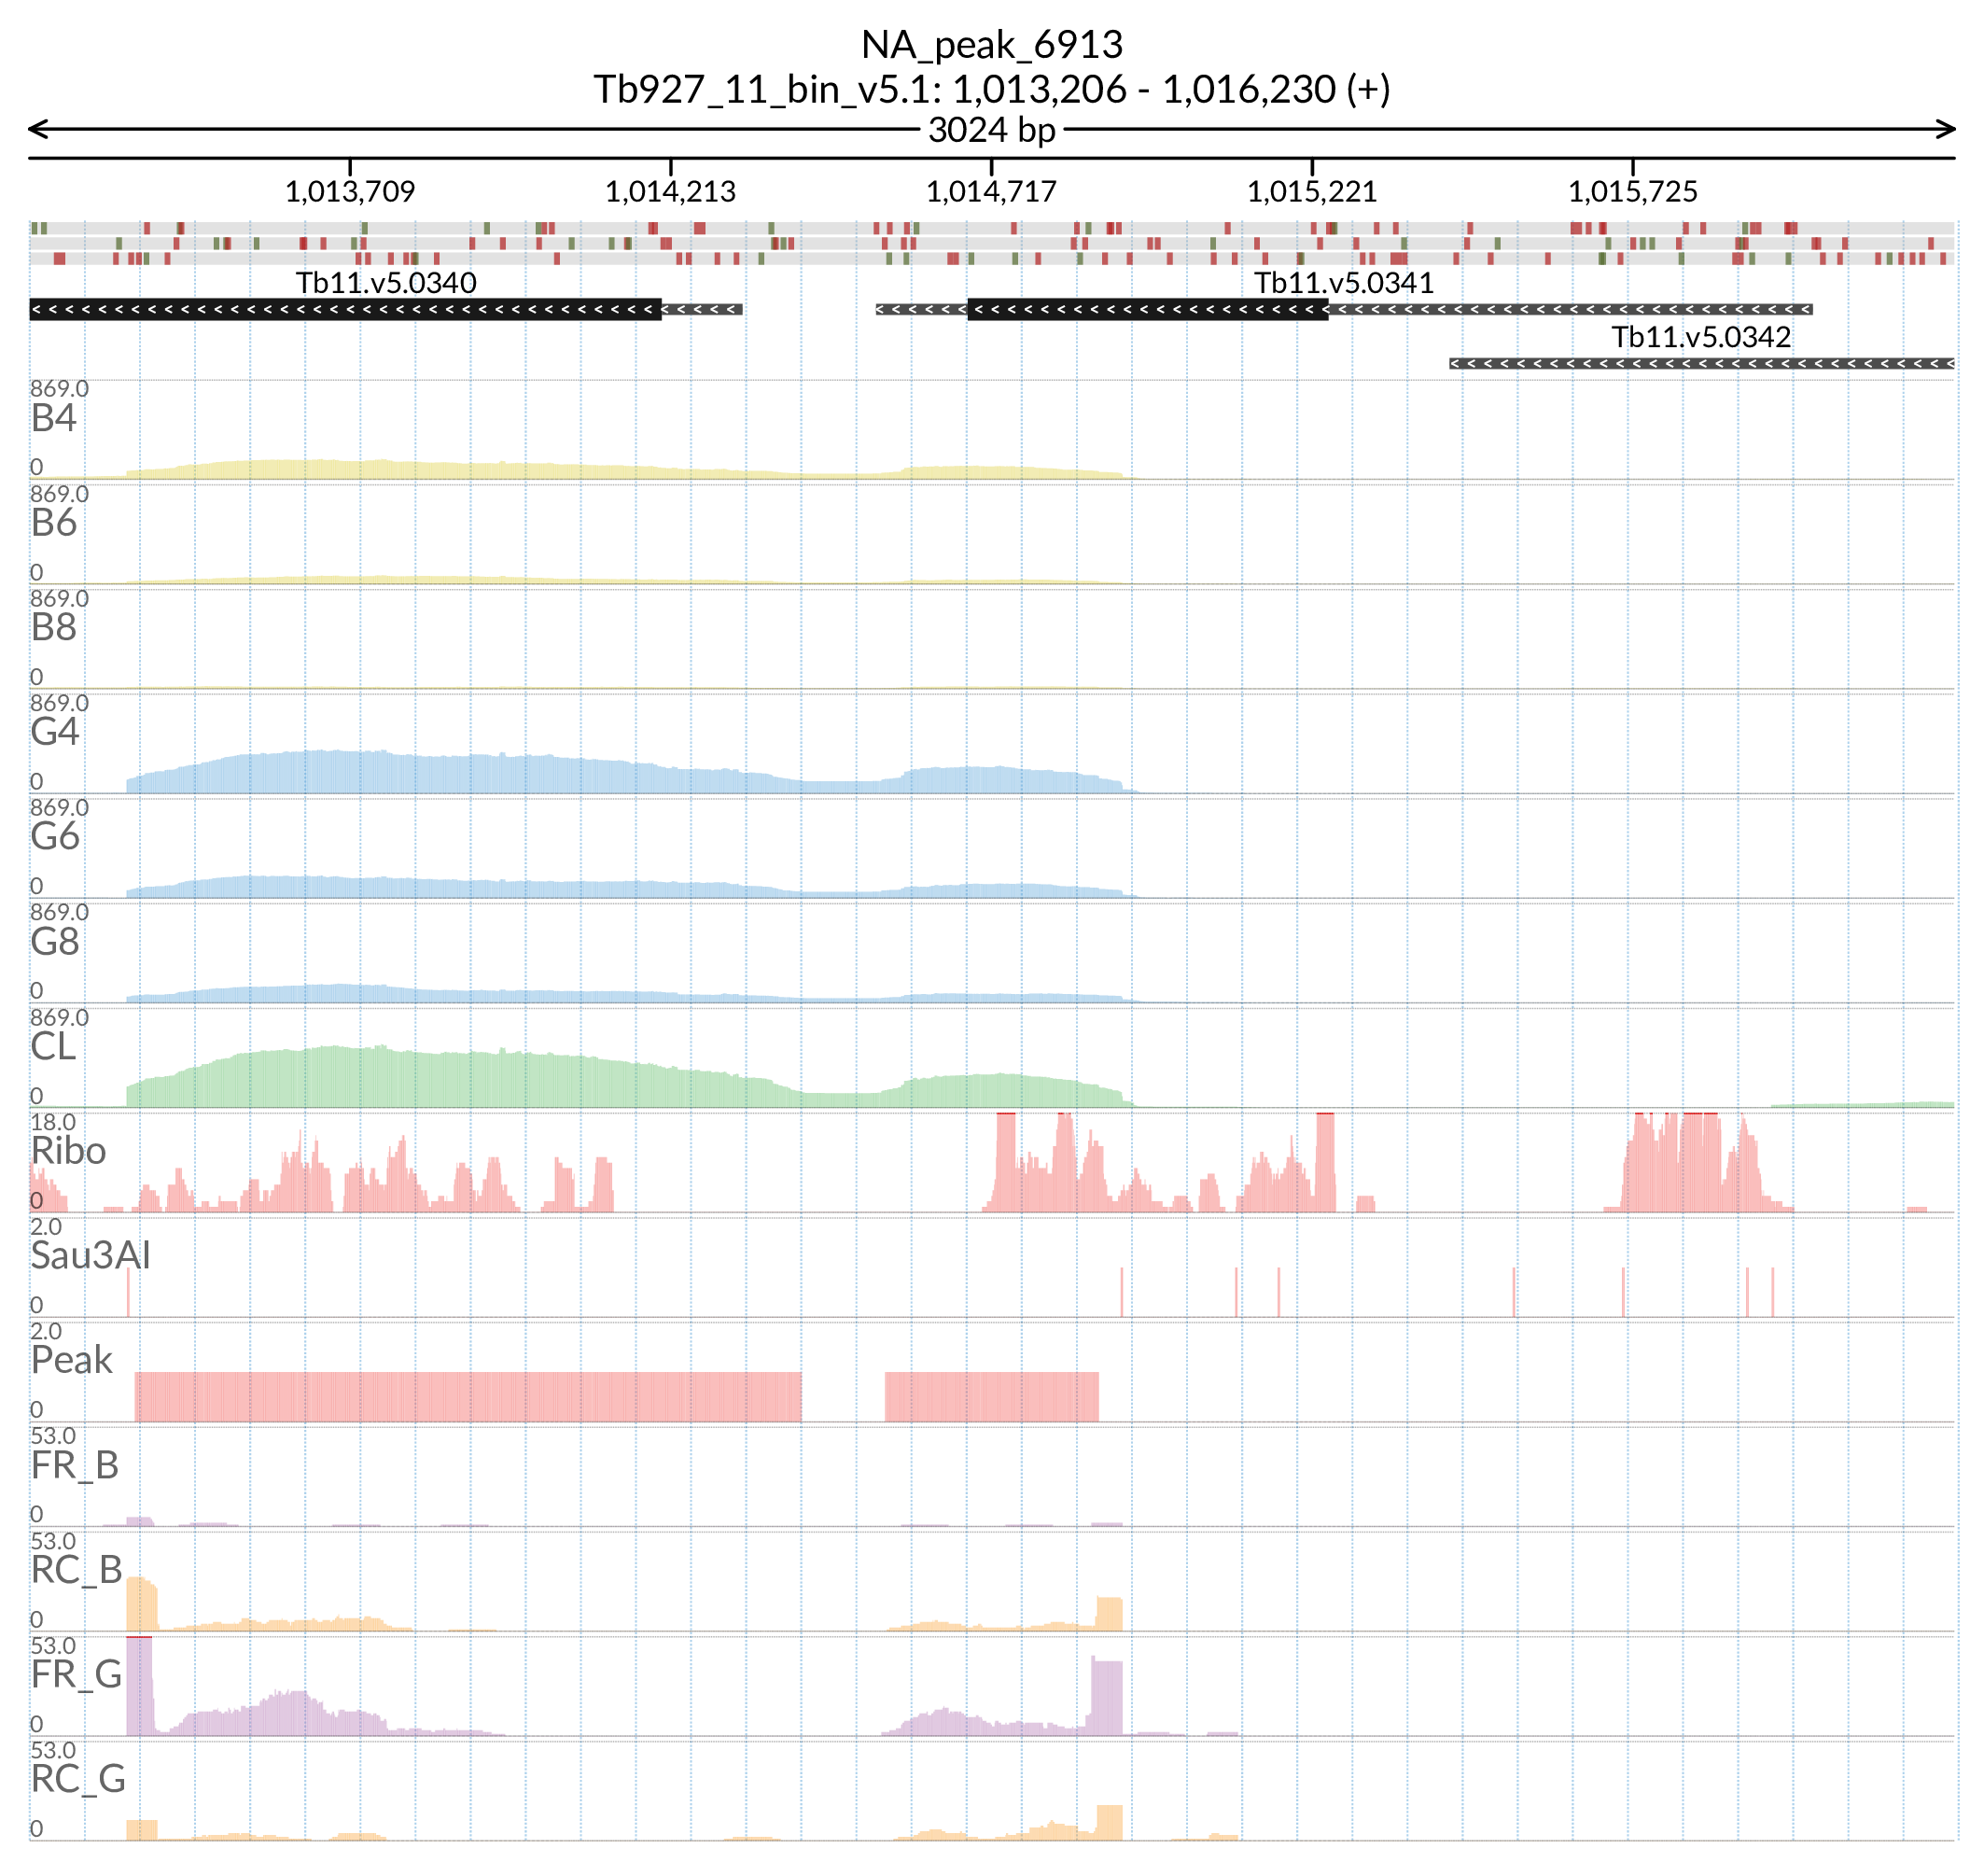 NA_peak_6913
Tb927_11_bin_v5.1: 1,013,206 - 1,016,230 (+)
3024 bp
1,013,709 1,014,213 1,014,717 1,015,221 1,015,725
Tb11.v5.0340 Tb11.v5.0341
Tb11.v5.0342
869.0
B4
0
869.0
B6
0
869.0
B8
0
869.0
G4
0
869.0
G6
0
869.0
G8
0
869.0
CL
0
18.0
Ribo
0
2.0
Sau3AI
0
2.0
Peak
0
53.0
FR_B
0
53.0
RC_B
0
53.0
FR_G
0
53.0
RC_G
0